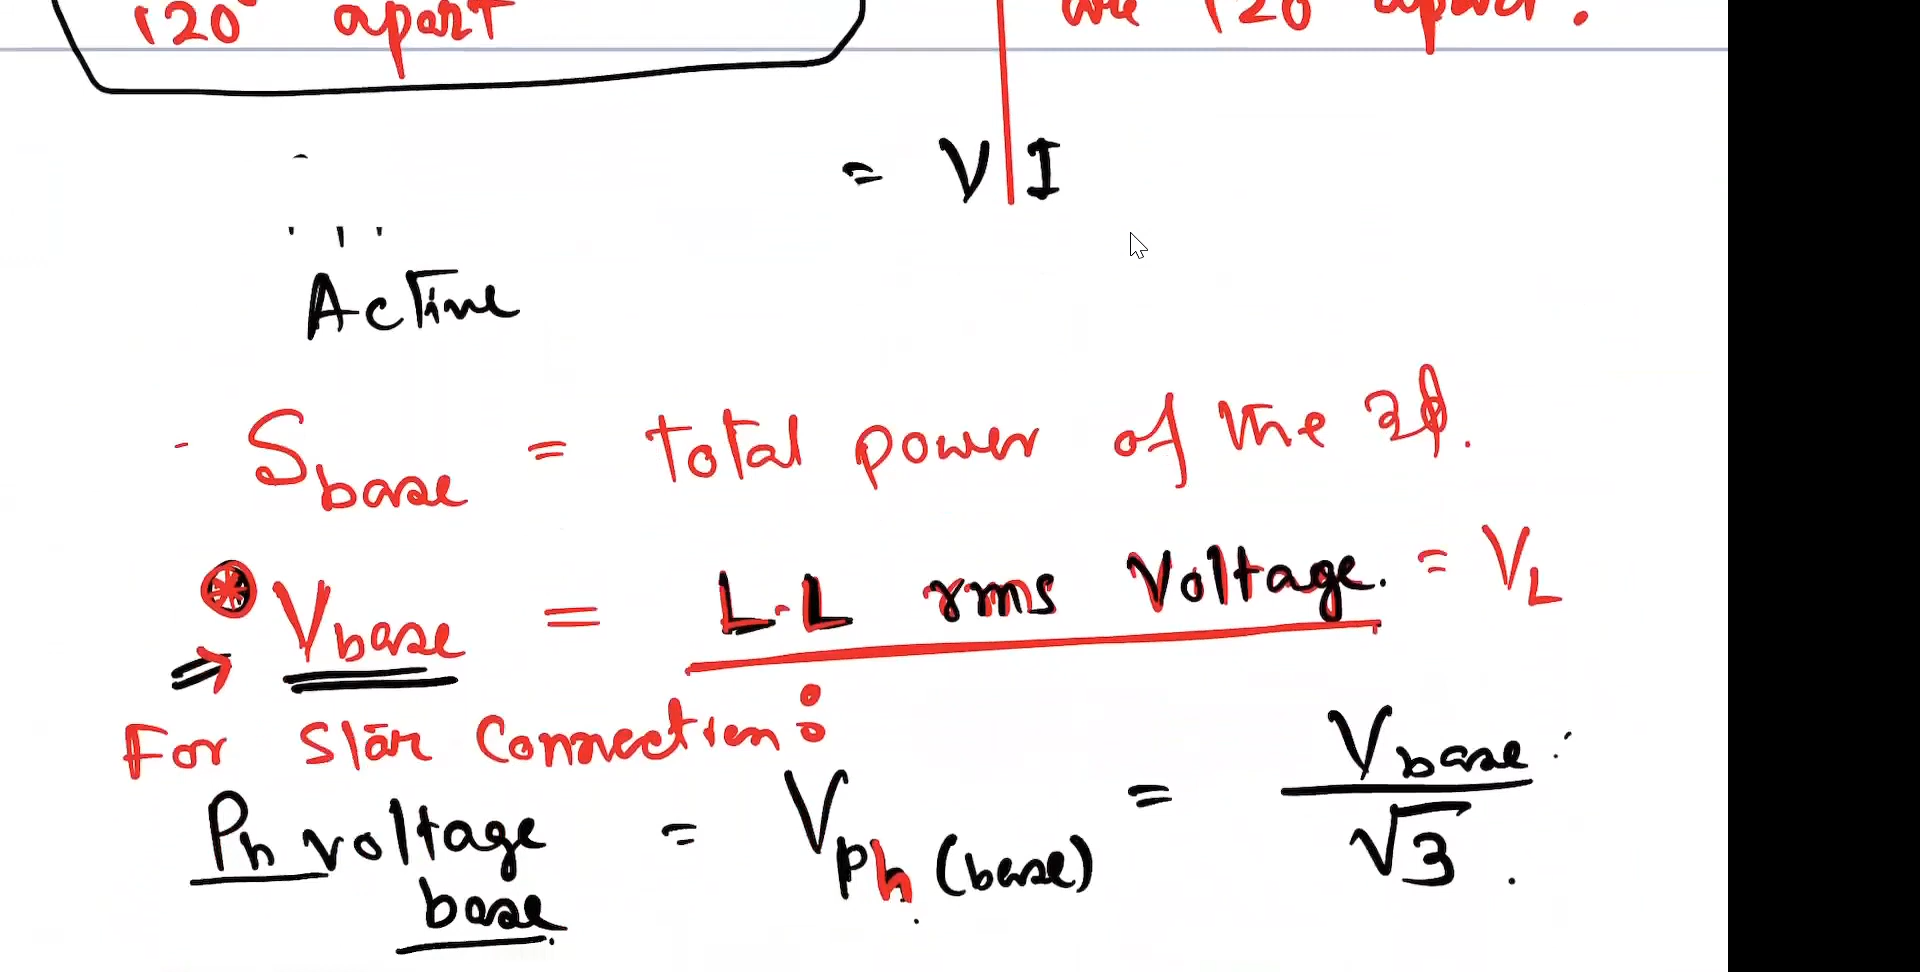 120° apart
are 120 apart.
= V I
Active
- Sbase = total power of the 3ϕ.
⊛ Vbase = L-L rms Voltage. = VL
⇒ For Star Connection:
Ph voltage base = Vph (base) = Vbase / √3.